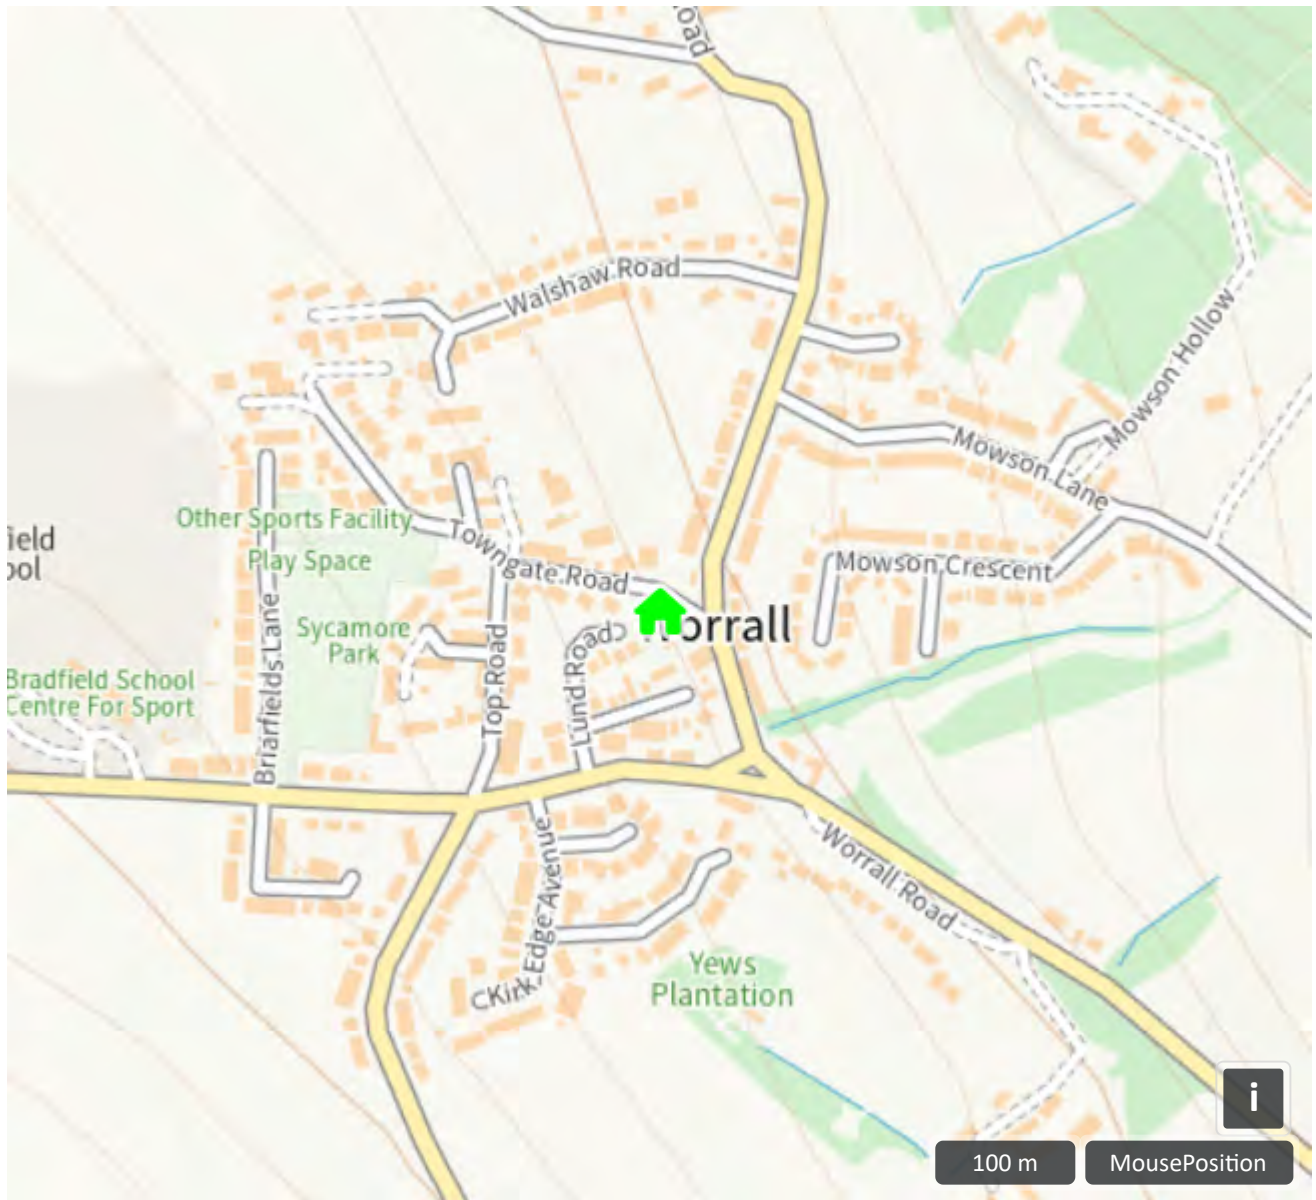 Road
Walshaw Road
Mowson Hollow
Mowson Lane
Other Sports Facility
Towngate Road
ield
ool
Play Space
Mowson Crescent
Sycamore
Park
Worrall
Briarfields Lane
Top Road
Lund Road
Bradfield School
Centre For Sport
Worrall Road
Kirk Edge Avenue
Yews
Plantation
i
100 m
MousePosition